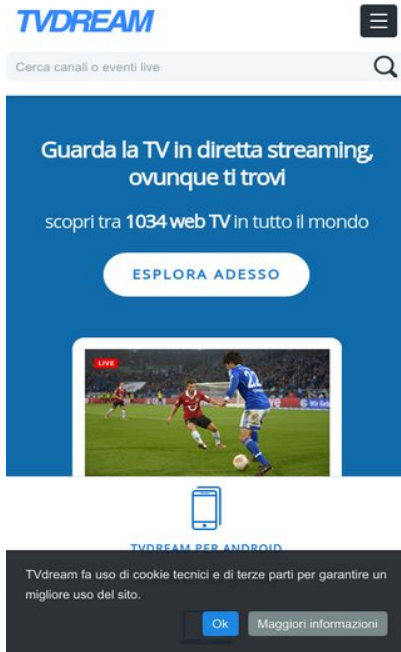 TVDREAM
Cerca canali o eventi live
Guarda la TV in diretta streaming,
ovunque ti trovi
scopri tra 1034 web TV in tutto il mondo
ESPLORA ADESSO
LIVE
22
TVDREAM PER ANDROID
TVdream fa uso di cookie tecnici e di terze parti per garantire un
migliore uso del sito.
Ok Maggiori informazioni